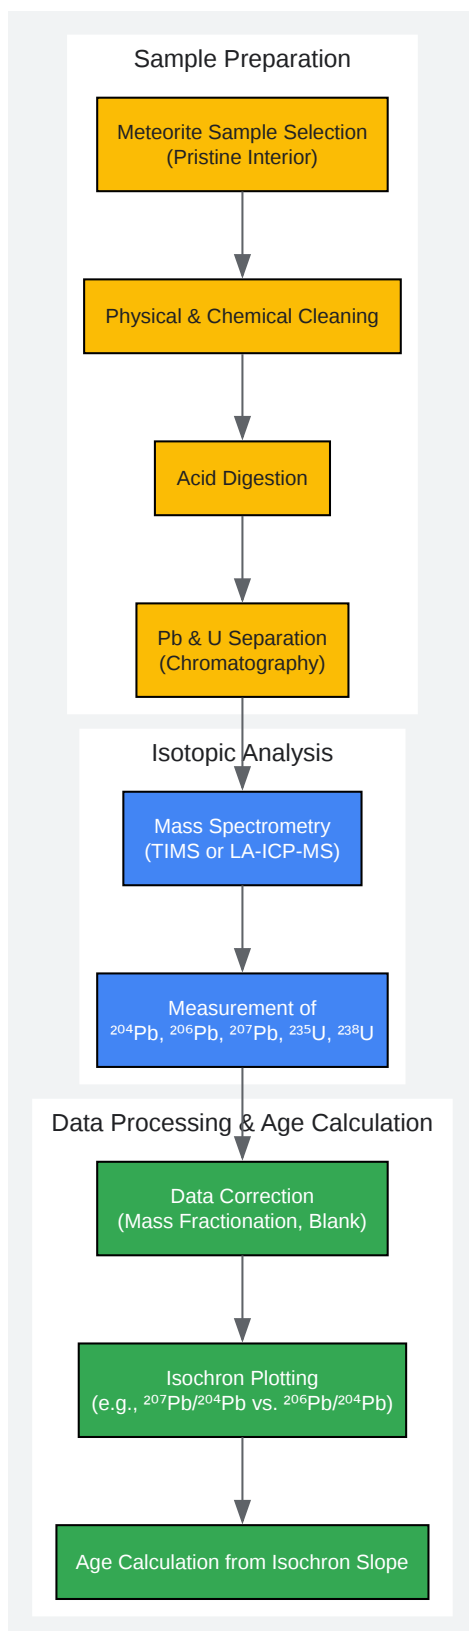 Sample Preparation
Meteorite Sample Selection
(Pristine Interior)
Physical & Chemical Cleaning
Acid Digestion
Pb & U Separation
(Chromatography)
Isotopic Analysis
Mass Spectrometry
(TIMS or LA-ICP-MS)
Measurement of
²⁰⁴Pb, ²⁰⁶Pb, ²⁰⁷Pb, ²³⁵U, ²³⁸U
Data Processing & Age Calculation
Data Correction
(Mass Fractionation, Blank)
Isochron Plotting
(e.g., ²⁰⁷Pb/²⁰⁴Pb vs. ²⁰⁶Pb/²⁰⁴Pb)
Age Calculation from Isochron Slope